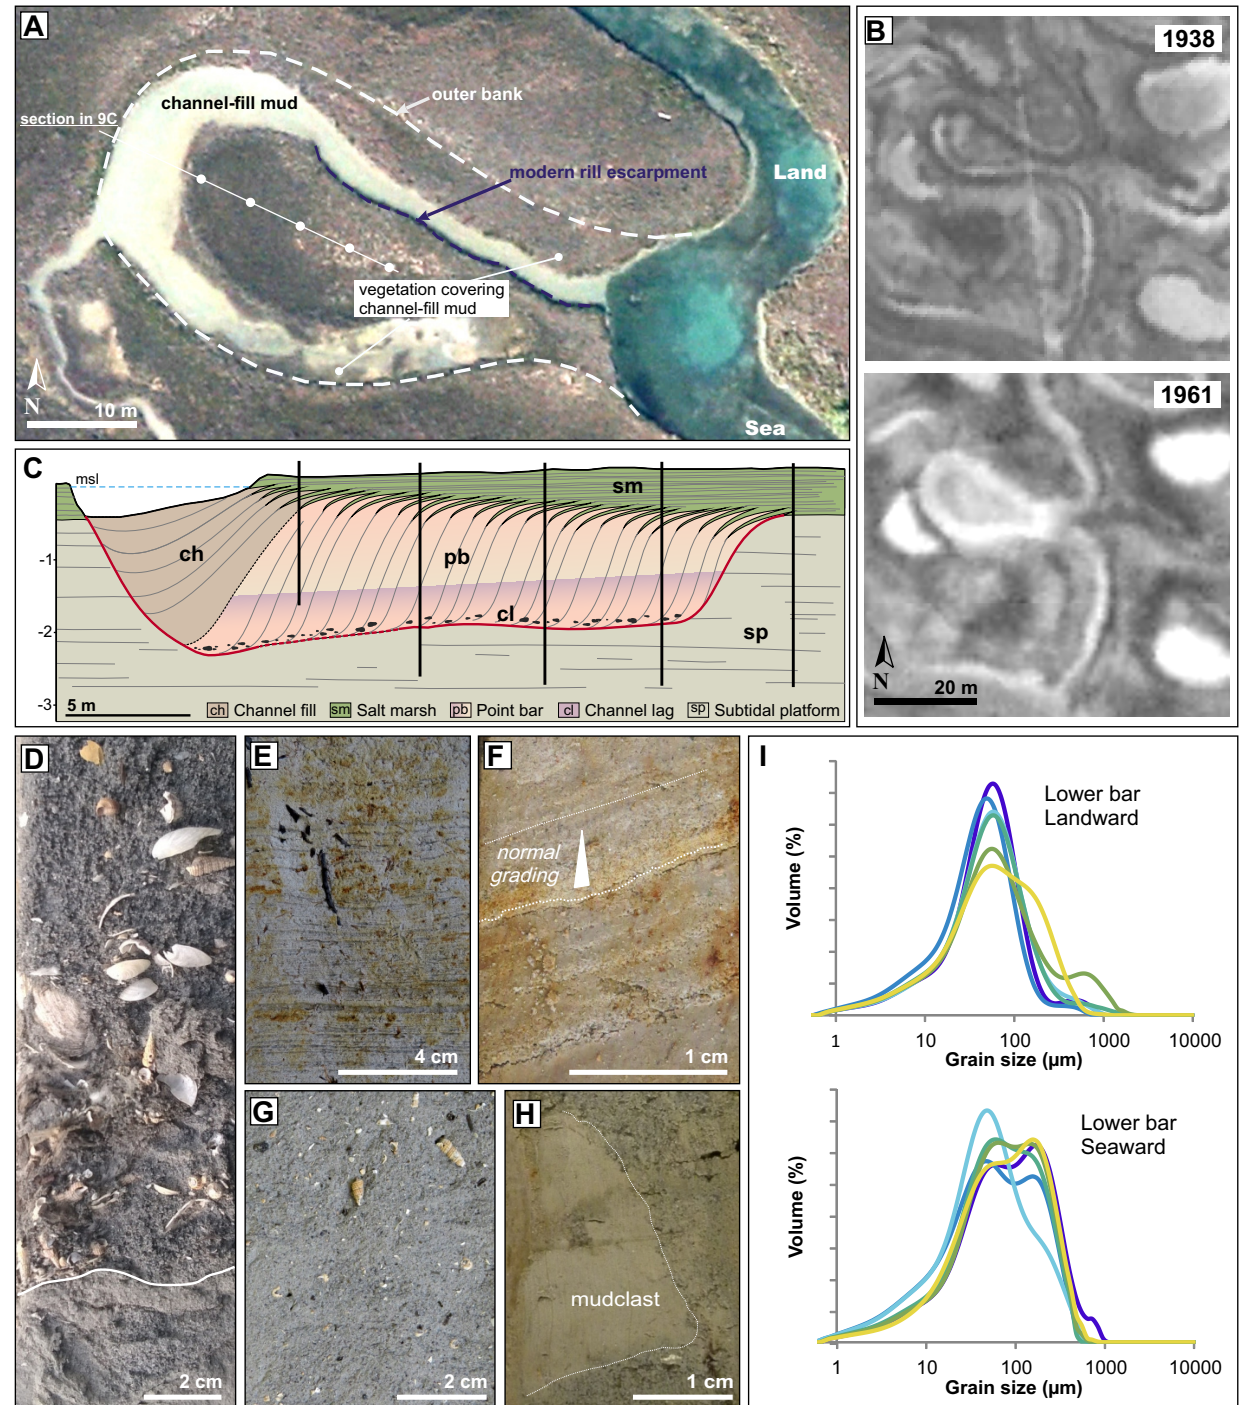 A
channel-fill mud
outer bank
section in 9C
modern rill escarpment
Land
vegetation covering
channel-fill mud
N
10 m
Sea
B
1938
1961
N
20 m
C
msl
sm
ch
pb
-1
cl
-2
sp
-3
5 m
ch Channel fill sm Salt marsh pb Point bar cl Channel lag sp Subtidal platform
D
2 cm
E
4 cm
F
normal
grading
1 cm
G
2 cm
H
mudclast
1 cm
I
Lower bar
Landward
Volume (%)
1 10 100 1000 10000
Grain size (µm)
Lower bar
Seaward
Volume (%)
1 10 100 1000 10000
Grain size (µm)